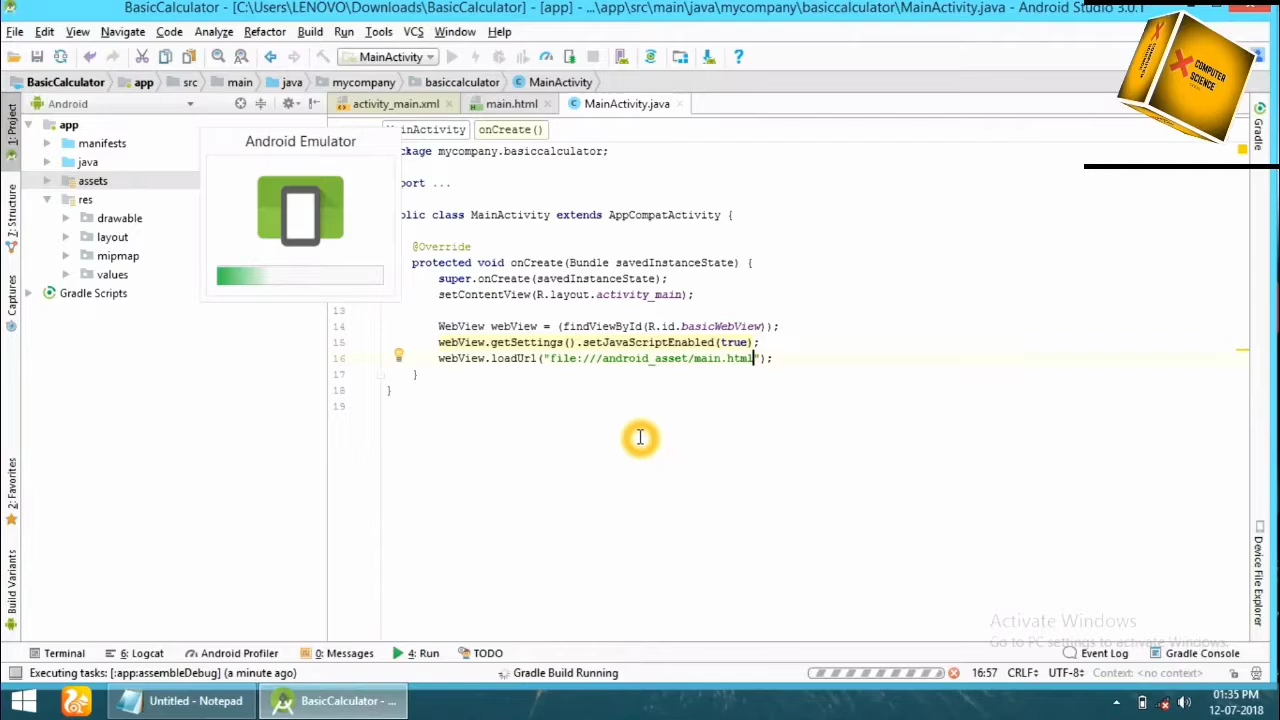 BasicCalculator - [C:\Users\LENOVO\Downloads\BasicCalculator] - [app] - ...\app\src\main\java\mycompany\basiccalculator\MainActivity.java - Android Studio 3.0.1
File Edit View Navigate Code Analyze Refactor Build Run Tools VCS Window Help
MainActivity
BasicCalculator app src main java mycompany basiccalculator MainActivity
COMPUTER SCIENCE
1: Project
7: Structure
Captures
2: Favorites
Build Variants
Android
app
manifests
java
assets
res
drawable
layout
mipmap
values
Gradle Scripts
Android Emulator
activity_main.xml main.html MainActivity.java
inActivity onCreate()
ckage mycompany.basiccalculator;
port ...
lic class MainActivity extends AppCompatActivity {
@Override
protected void onCreate(Bundle savedInstanceState) {
super.onCreate(savedInstanceState);
setContentView(R.layout.activity_main);
13
14 WebView webView = (findViewById(R.id.basicWebView));
15 webView.getSettings().setJavaScriptEnabled(true);
16 webView.loadUrl("file:///android_asset/main.html");
17 }
18 }
19
Gradle
Device File Explorer
Activate Windows
Go to PC settings to activate Windows.
Terminal 6: Logcat Android Profiler 0: Messages 4: Run TODO Event Log Gradle Console
Executing tasks: [:app:assembleDebug] (a minute ago) Gradle Build Running 16:57 CRLF UTF-8 Context: <no context>
Untitled - Notepad BasicCalculator - ...
01:35 PM
12-07-2018